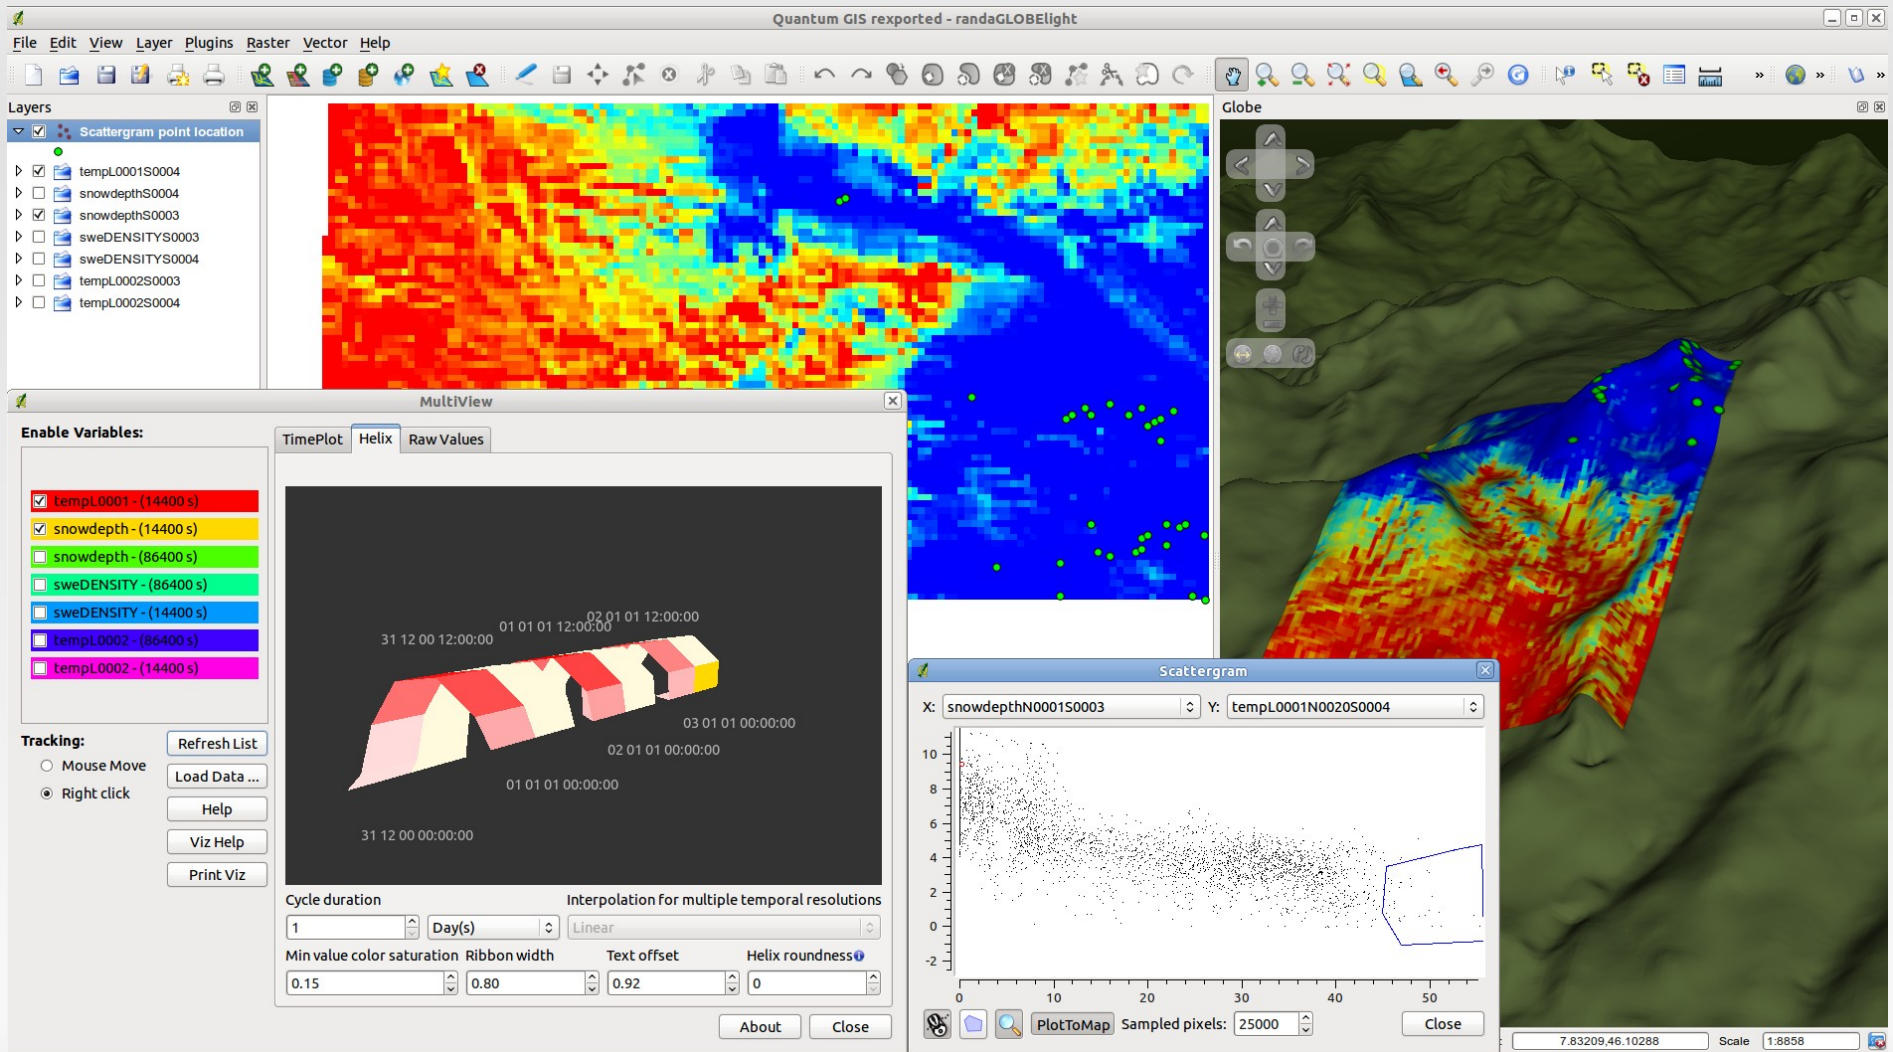 Quantum GIS rexported - randaGLOBElight
File Edit View Layer Plugins Raster Vector Help
Layers
Scattergram point location
tempL0001S0004
snowdepthS0004
snowdepthS0003
sweDENSITYS0003
sweDENSITYS0004
tempL0002S0003
tempL0002S0004
Globe
MultiView
Enable Variables:
tempL0001 - (14400 s)
snowdepth - (14400 s)
snowdepth - (86400 s)
sweDENSITY - (86400 s)
sweDENSITY - (14400 s)
tempL0002 - (86400 s)
tempL0002 - (14400 s)
Tracking:
Mouse Move
Right click
Refresh List
Load Data ...
Help
Viz Help
Print Viz
TimePlot Helix Raw Values
31 12 00 12:00:00
01 01 01 12:00:00
02 01 01 12:00:00
03 01 01 00:00:00
02 01 01 00:00:00
01 01 01 00:00:00
31 12 00 00:00:00
Cycle duration Interpolation for multiple temporal resolutions
1 Day(s) Linear
Min value color saturation Ribbon width Text offset Helix roundness
0.15 0.80 0.92 0
About Close
Scattergram
X: snowdepthN0001S0003 Y: tempL0001N0020S0004
10
8
6
4
2
0
-2
0 10 20 30 40 50
PlotToMap Sampled pixels: 25000 Close
7.83209,46.10288 Scale 1:8858